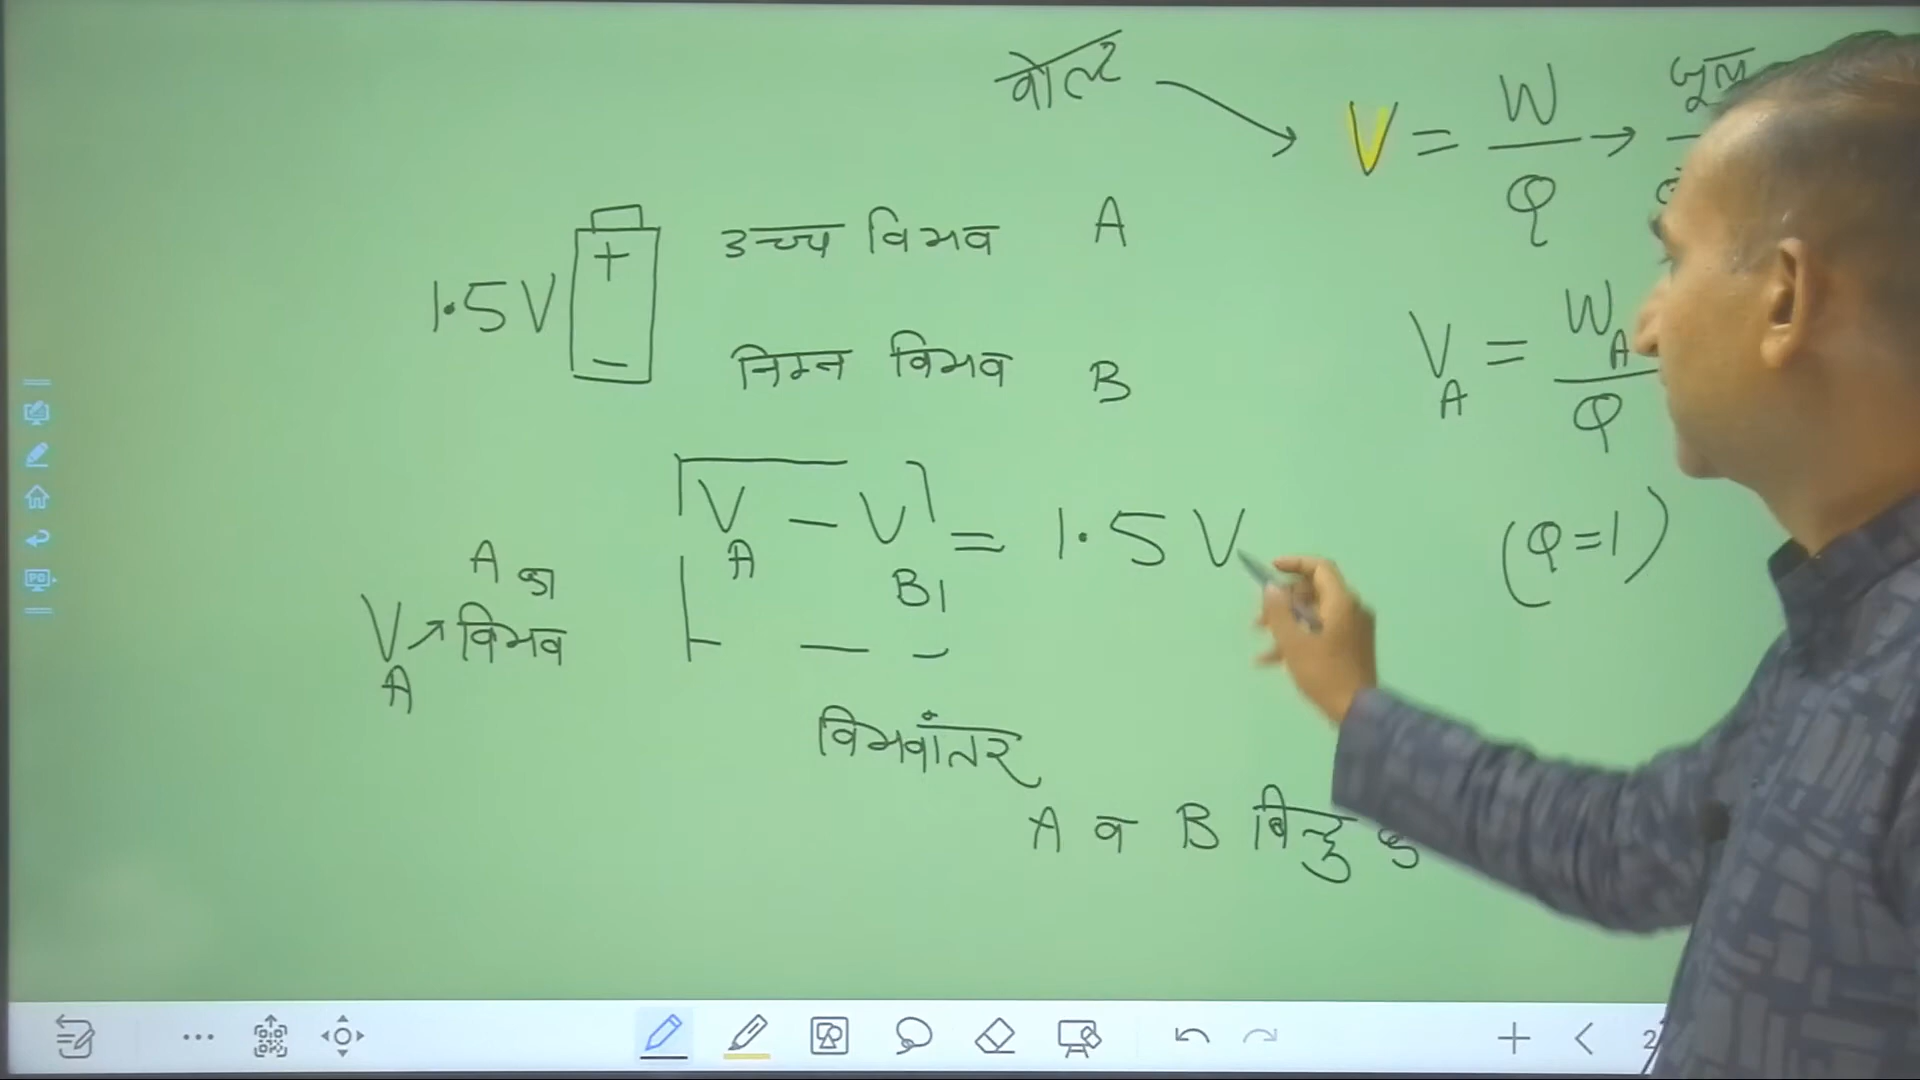 वोल्ट
V = W/Q → जूल
उच्च विभव A
1.5V + -
निम्न विभव B
V_A = W_A/Q
V_A - V_B = 1.5 V
(Q=1)
A का
V_A → विभव
विभवांतर
A व B बिन्दु